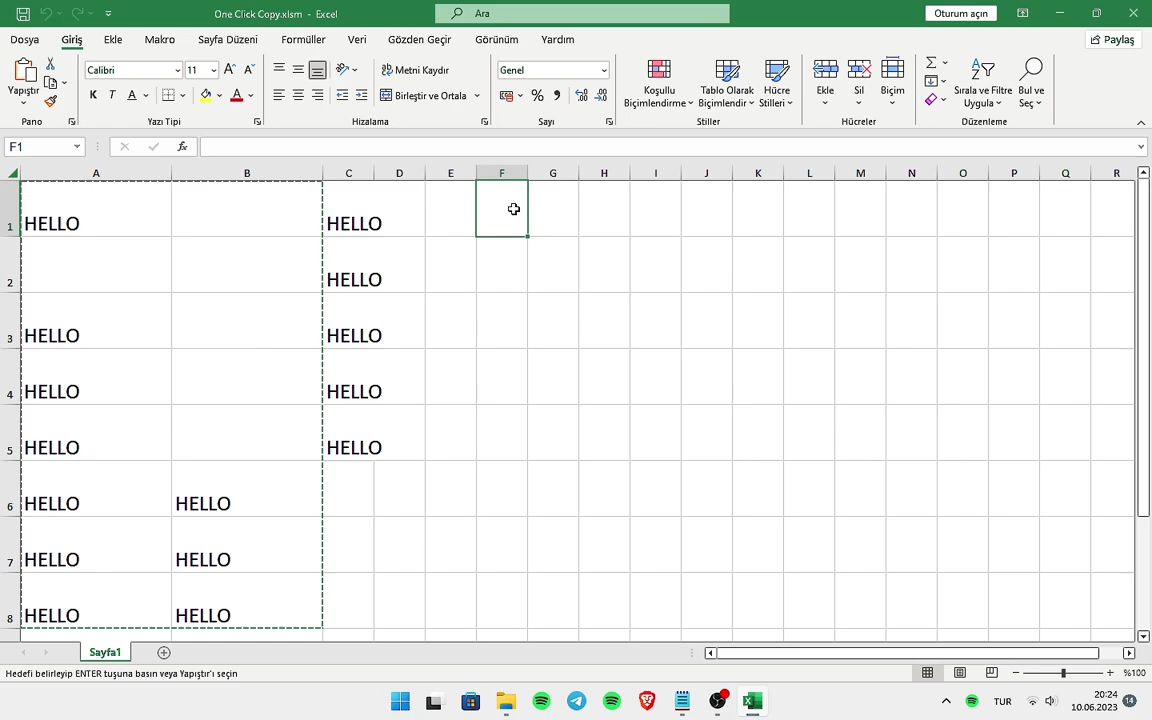 One Click Copy.xlsm - Excel
Ara
Oturum açın
Dosya Giriş Ekle Makro Sayfa Düzeni Formüller Veri Gözden Geçir Görünüm Yardım
Paylaş
Yapıştır
Calibri 11 A A
K T A A
Metni Kaydır
Birleştir ve Ortala
Genel
%
Koşullu Biçimlendirme
Tablo Olarak Biçimlendir
Hücre Stilleri
Ekle
Sil
Biçim
Sırala ve Filtre Uygula
Bul ve Seç
Pano Yazı Tipi Hizalama Sayı Stiller Hücreler Düzenleme
F1 fx
A B C D E F G H I J K L M N O P Q R
1 HELLO HELLO
2 HELLO
3 HELLO HELLO
4 HELLO HELLO
5 HELLO HELLO
6 HELLO HELLO
7 HELLO HELLO
8 HELLO HELLO
Sayfa1
Hedefi belirleyip ENTER tuşuna basın veya Yapıştır'ı seçin
%100
TUR
20:24
10.06.2023
14